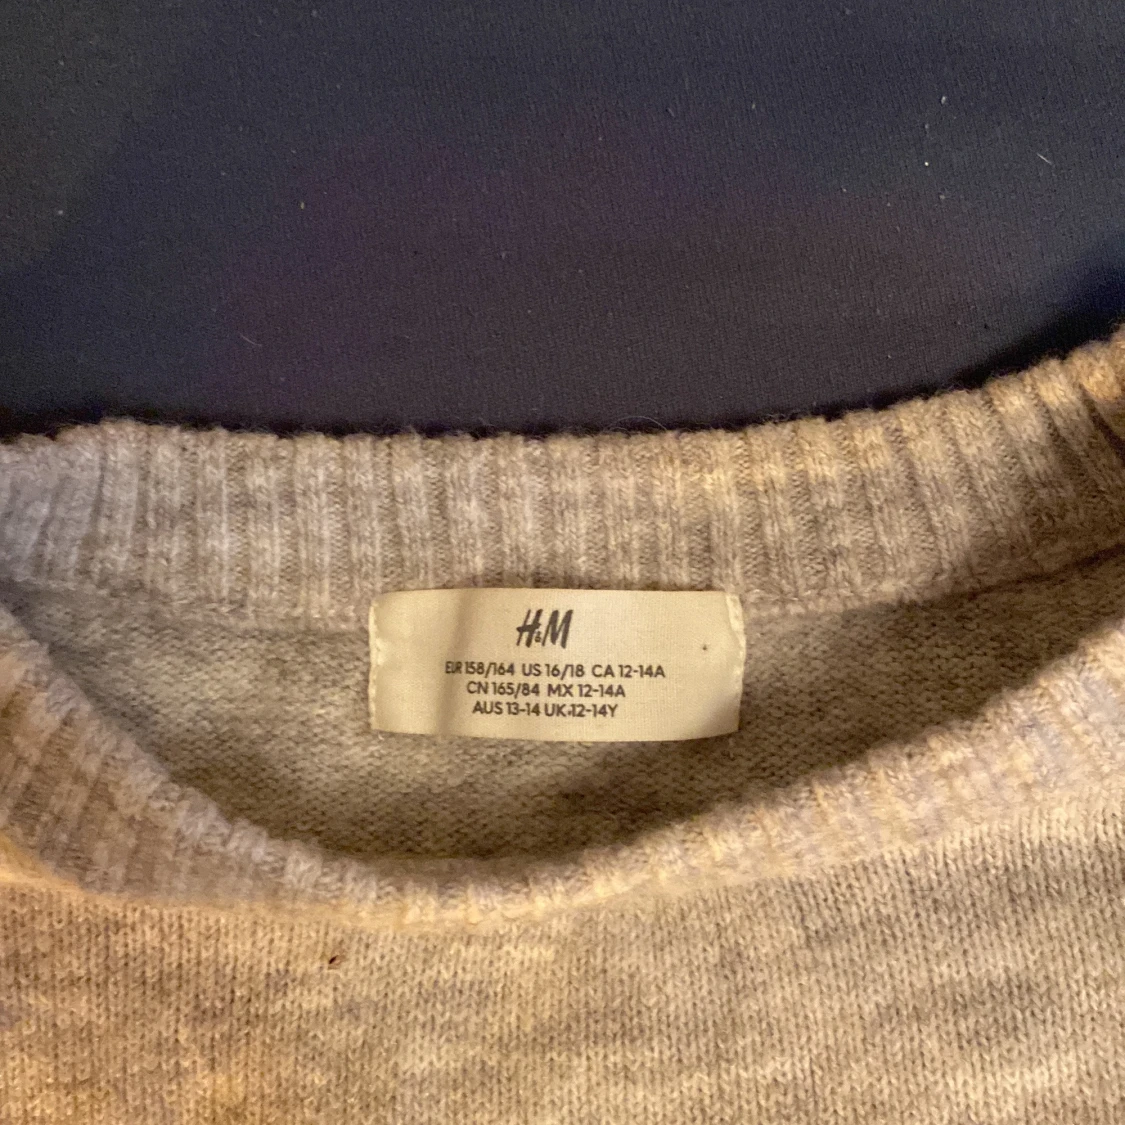 H&M
EUR 158/164 US 16/18 CA 12-14A
CN 165/84 MX 12-14A
AUS 13-14 UK 12-14Y